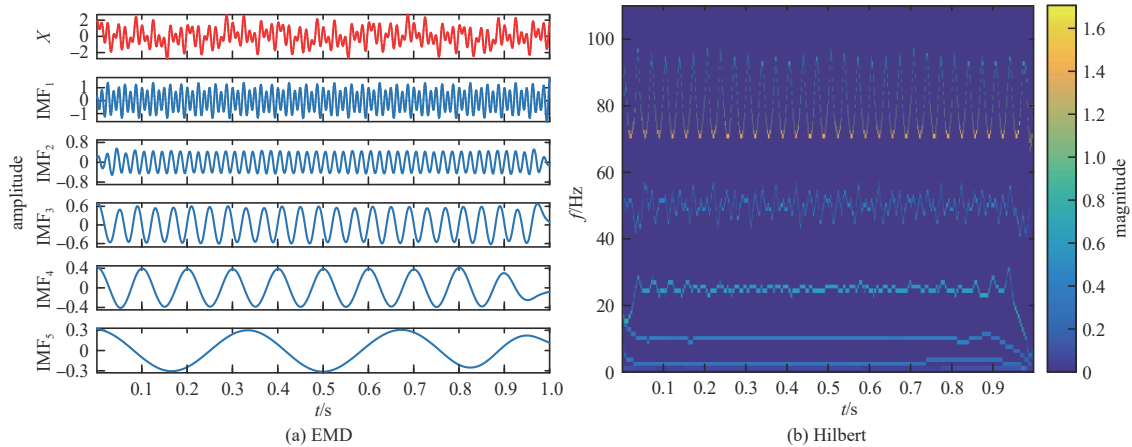 X
2
0
−2
IMF1
1
0
−1
IMF2
0.8
0
−0.8
amplitude
IMF3
0.6
0
−0.6
IMF4
0.4
0
−0.4
IMF5
0.3
0
−0.3
0.1 0.2 0.3 0.4 0.5 0.6 0.7 0.8 0.9 1.0
t/s
(a) EMD
f/Hz
100
80
60
40
20
0
0.1 0.2 0.3 0.4 0.5 0.6 0.7 0.8 0.9
t/s
(b) Hilbert
1.6
1.4
1.2
1.0
0.8
0.6
0.4
0.2
0
magnitude